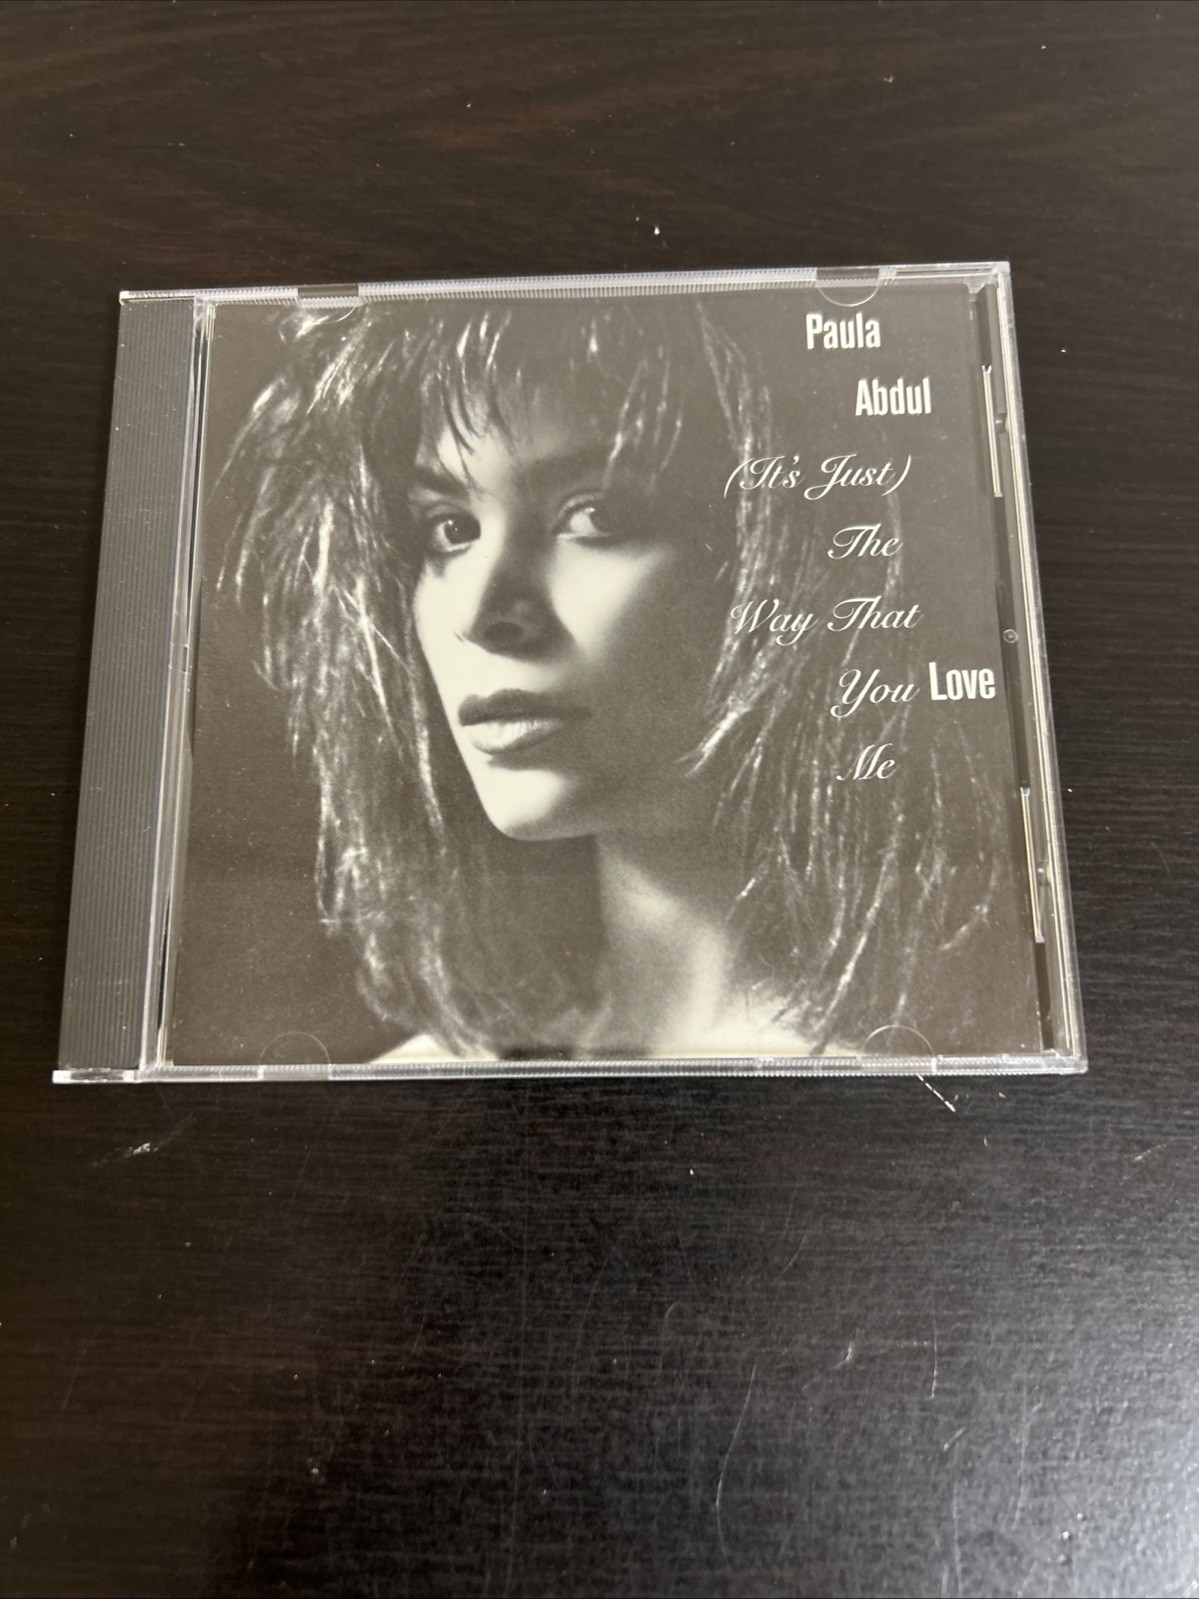 Paula
Abdul
(It's Just)
The
Way That
You Love
Me